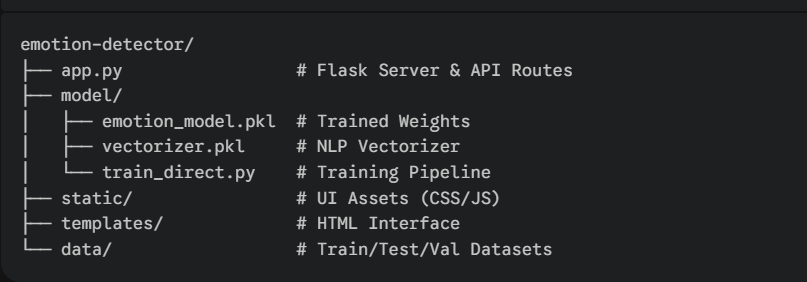 emotion-detector/
├── app.py                 # Flask Server & API Routes
├── model/
│   ├── emotion_model.pkl  # Trained Weights
│   ├── vectorizer.pkl     # NLP Vectorizer
│   └── train_direct.py    # Training Pipeline
├── static/                # UI Assets (CSS/JS)
├── templates/             # HTML Interface
└── data/                  # Train/Test/Val Datasets